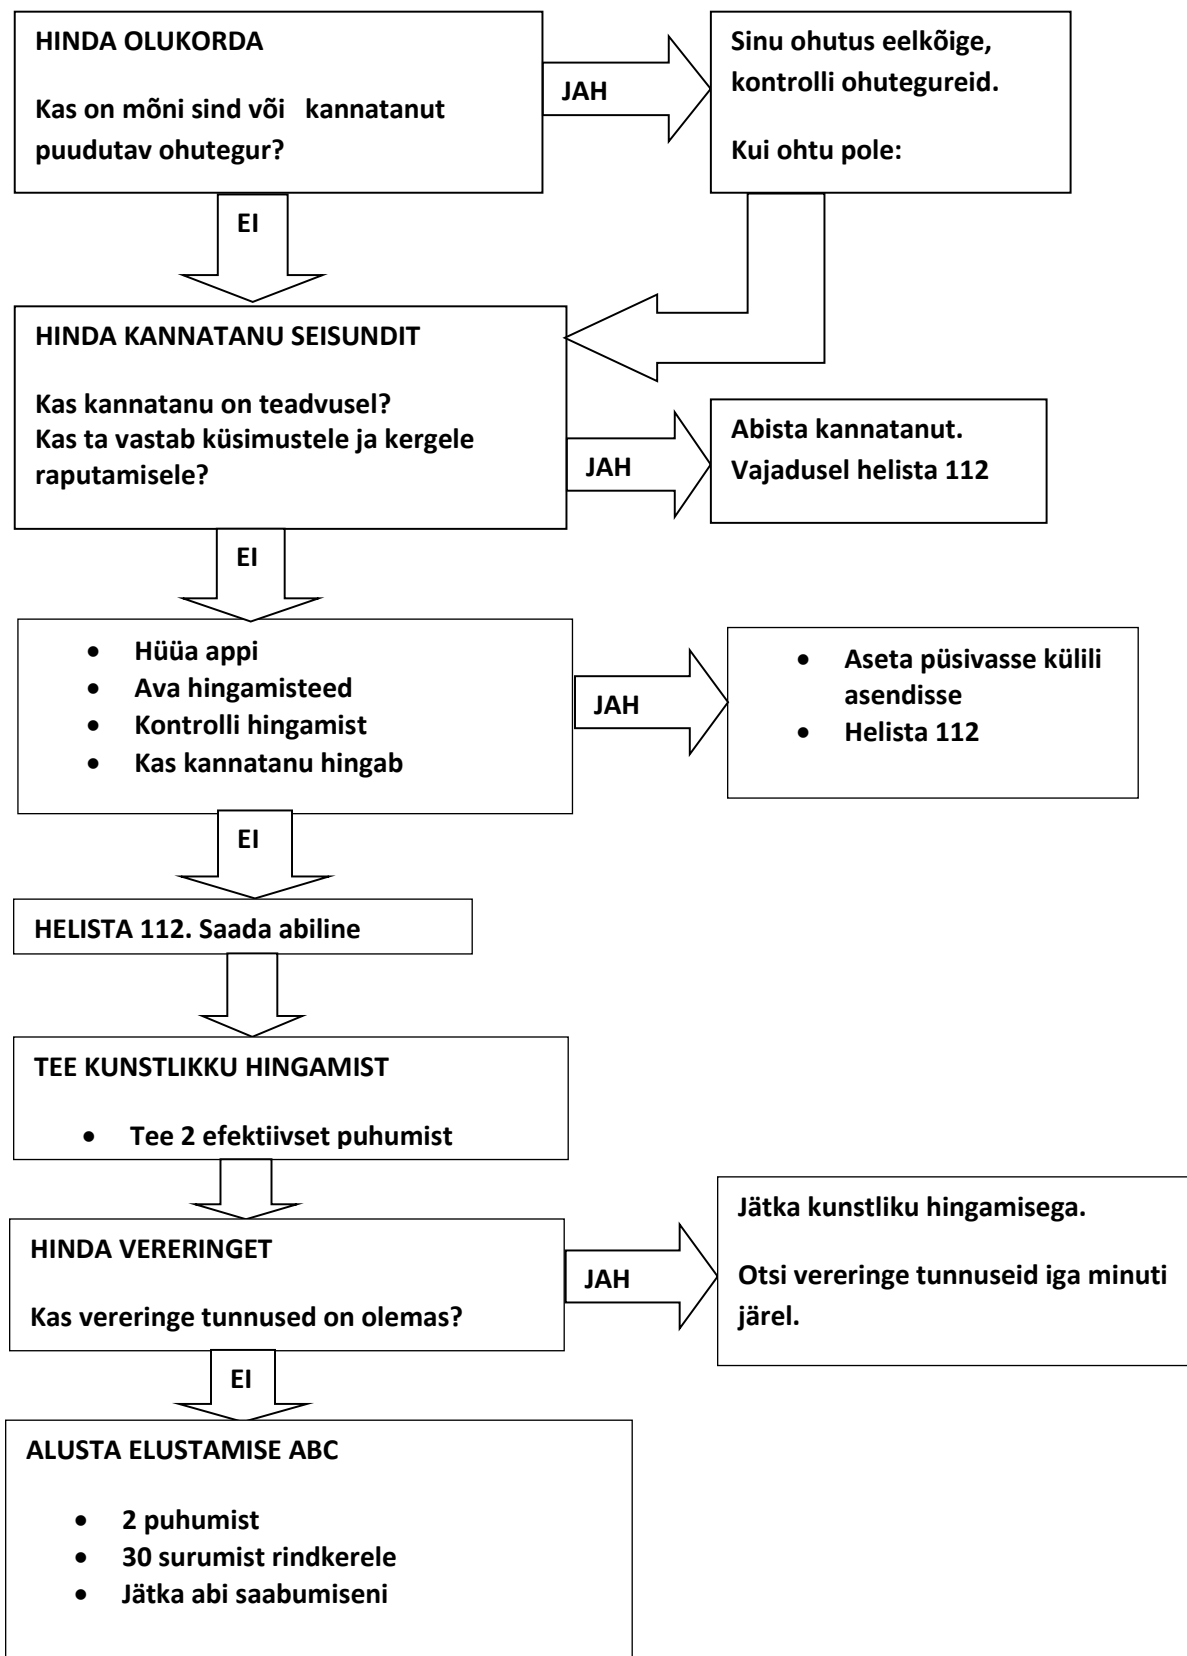 HINDA OLUKORDA
Kas on mõni sind või kannatanut
puudutav ohutegur?
JAH
Sinu ohutus eelkõige,
kontrolli ohutegureid.
Kui ohtu pole:
EI
HINDA KANNATANU SEISUNDIT
Kas kannatanu on teadvusel?
Kas ta vastab küsimustele ja kergele
raputamisele?
JAH
Abista kannatanut.
Vajadusel helista 112
EI
• Hüüa appi
• Ava hingamisteed
• Kontrolli hingamist
• Kas kannatanu hingab
JAH
• Aseta püsivasse külili
asendisse
• Helista 112
EI
HELISTA 112. Saada abiline
TEE KUNSTLIKKU HINGAMIST
• Tee 2 efektiivset puhumist
HINDA VERERINGET
Kas vereringe tunnused on olemas?
JAH
Jätka kunstliku hingamisega.
Otsi vereringe tunnuseid iga minuti
järel.
EI
ALUSTA ELUSTAMISE ABC
• 2 puhumist
• 30 surumist rindkerele
• Jätka abi saabumiseni